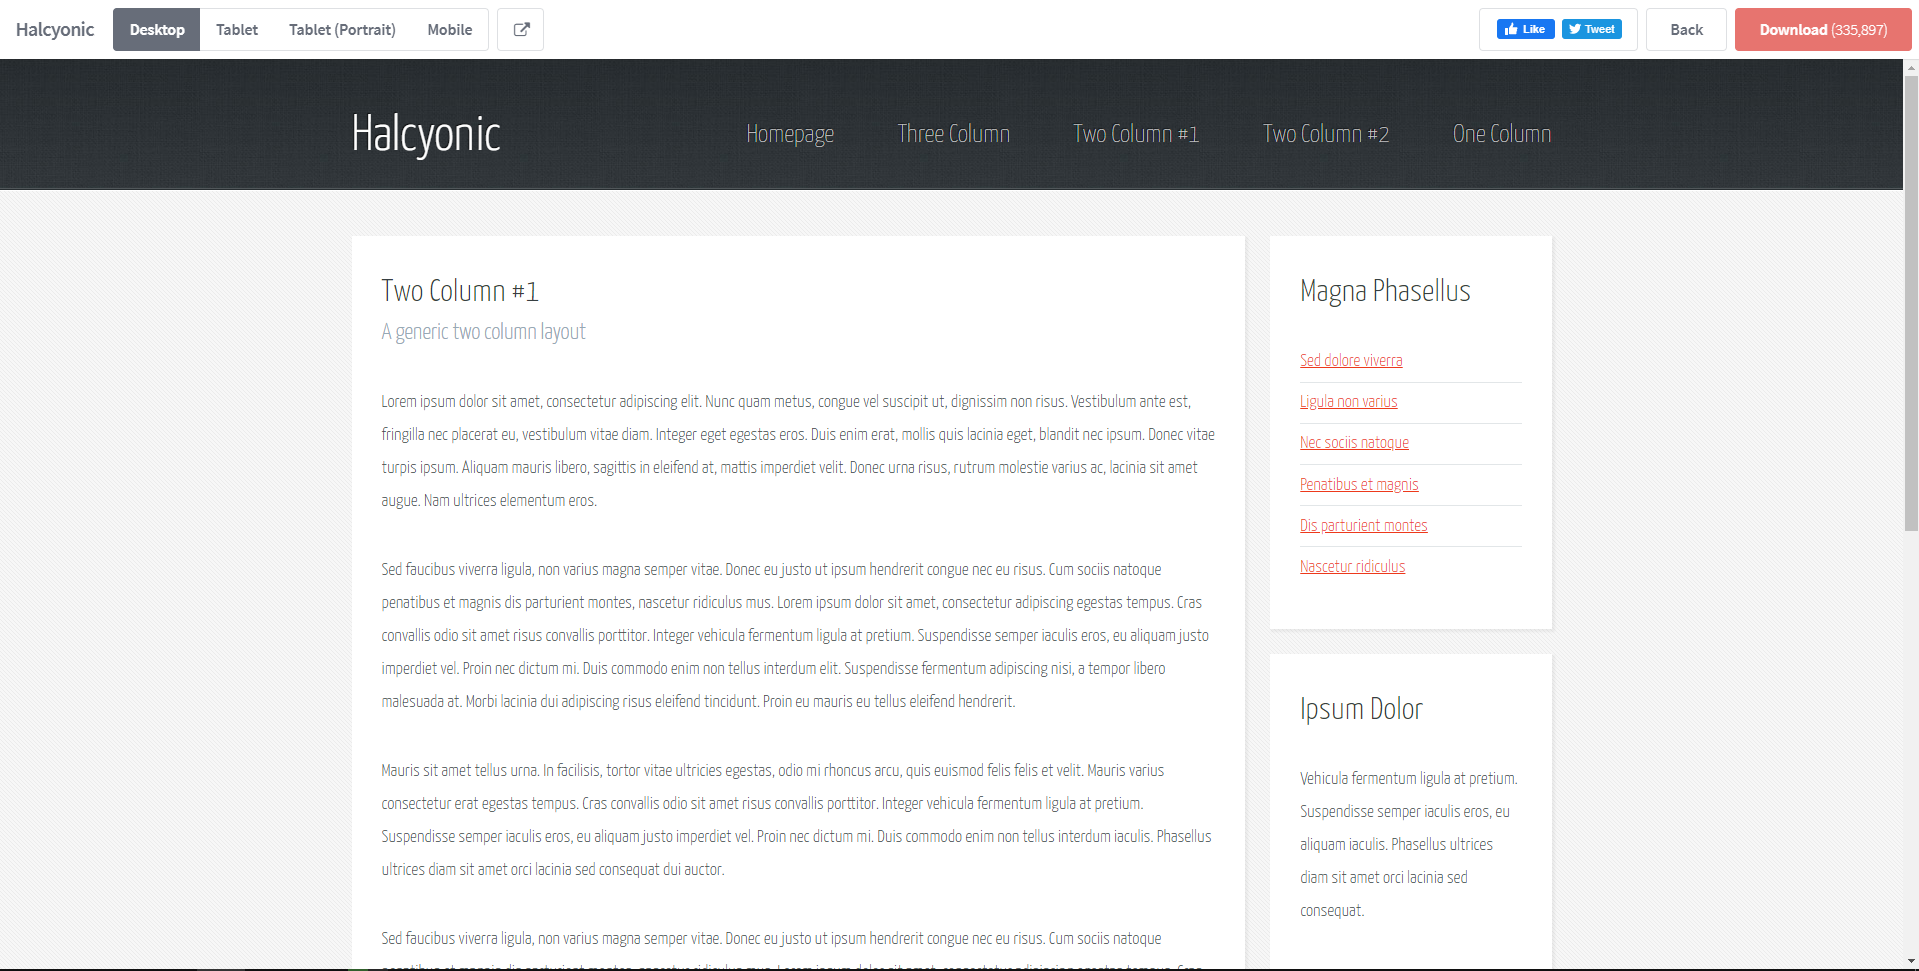 Halcyonic Desktop Tablet Tablet (Portrait) Mobile Like Tweet Back Download (335,897)
Halcyonic Homepage Three Column Two Column #1 Two Column #2 One Column
Two Column #1
A generic two column layout
Lorem ipsum dolor sit amet, consectetur adipiscing elit. Nunc quam metus, congue vel suscipit ut, dignissim non risus. Vestibulum ante est,
fringilla nec placerat eu, vestibulum vitae diam. Integer eget egestas eros. Duis enim erat, mollis quis lacinia eget, blandit nec ipsum. Donec vitae
turpis ipsum. Aliquam mauris libero, sagittis in eleifend at, mattis imperdiet velit. Donec urna risus, rutrum molestie varius ac, lacinia sit amet
augue. Nam ultrices elementum eros.
Sed faucibus viverra ligula, non varius magna semper vitae. Donec eu justo ut ipsum hendrerit congue nec eu risus. Cum sociis natoque
penatibus et magnis dis parturient montes, nascetur ridiculus mus. Lorem ipsum dolor sit amet, consectetur adipiscing egestas tempus. Cras
convallis odio sit amet risus convallis porttitor. Integer vehicula fermentum ligula at pretium. Suspendisse semper iaculis eros, eu aliquam justo
imperdiet vel. Proin nec dictum mi. Duis commodo enim non tellus interdum elit. Suspendisse fermentum adipiscing nisi, a tempor libero
malesuada at. Morbi lacinia dui adipiscing risus eleifend tincidunt. Proin eu mauris eu tellus eleifend hendrerit.
Mauris sit amet tellus urna. In facilisis, tortor vitae ultricies egestas, odio mi rhoncus arcu, quis euismod felis felis et velit. Mauris varius
consectetur erat egestas tempus. Cras convallis odio sit amet risus convallis porttitor. Integer vehicula fermentum ligula at pretium.
Suspendisse semper iaculis eros, eu aliquam justo imperdiet vel. Proin nec dictum mi. Duis commodo enim non tellus interdum iaculis. Phasellus
ultrices diam sit amet orci lacinia sed consequat dui auctor.
Sed faucibus viverra ligula, non varius magna semper vitae. Donec eu justo ut ipsum hendrerit congue nec eu risus. Cum sociis natoque
Magna Phasellus
Sed dolore viverra
Ligula non varius
Nec sociis natoque
Penatibus et magnis
Dis parturient montes
Nascetur ridiculus
Ipsum Dolor
Vehicula fermentum ligula at pretium.
Suspendisse semper iaculis eros, eu
aliquam iaculis. Phasellus ultrices
diam sit amet orci lacinia sed
consequat.